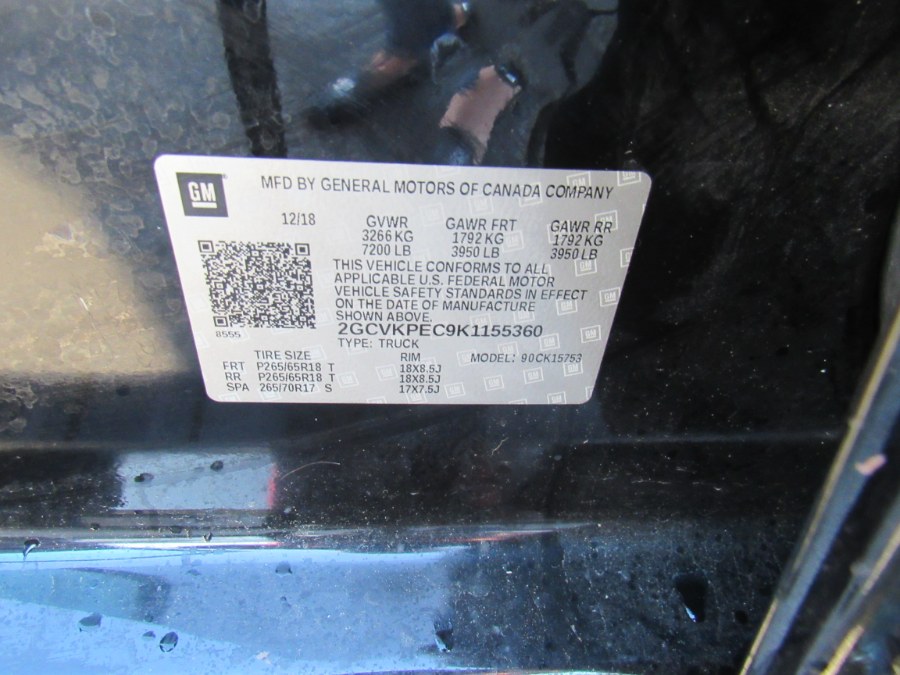 GM
MFD BY GENERAL MOTORS OF CANADA COMPANY
12/18 GVWR GAWR FRT GAWR RR
3266 KG 1792 KG 1792 KG
7200 LB 3950 LB 3950 LB
THIS VEHICLE CONFORMS TO ALL
APPLICABLE U.S. FEDERAL MOTOR
VEHICLE SAFETY STANDARDS IN EFFECT
ON THE DATE OF MANUFACTURE
SHOWN ABOVE.
8555
2GCVKPEC9K1155360
TYPE: TRUCK
TIRE SIZE RIM MODEL: 90CK15753
FRT P265/65R18 T 18X8.5J
RR P265/65R18 T 18X8.5J
SPA 265/70R17 S 17X7.5J